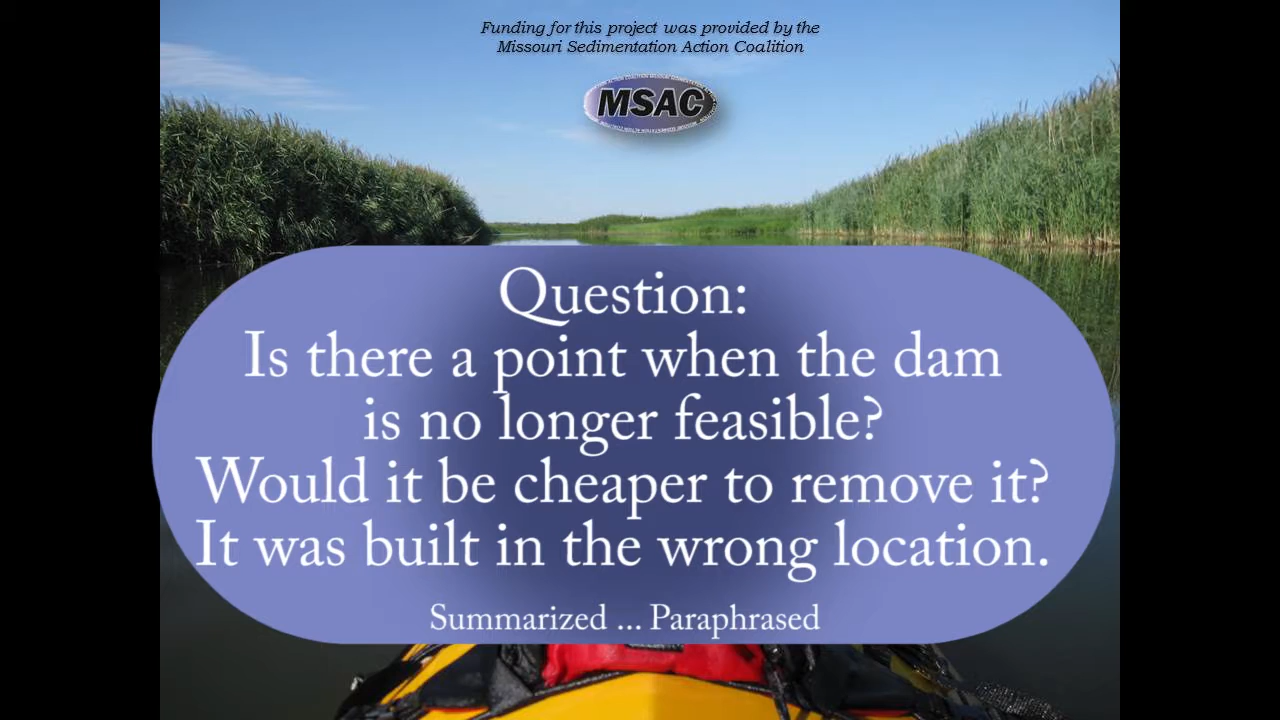 Funding for this project was provided by the
Missouri Sedimentation Action Coalition
MSAC
Question:
Is there a point when the dam
is no longer feasible?
Would it be cheaper to remove it?
It was built in the wrong location.
Summarized ... Paraphrased